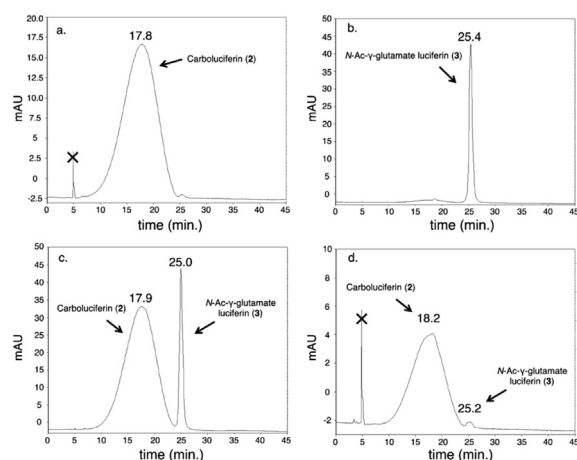 a.
17.8
Carboluciferin (2)
mAU
20.0
17.5
15.0
12.5
10.0
7.5
5.0
2.5
0
-2.5
0 5 10 15 20 25 30 35 40 45
time (min.)
b.
25.4
N-Ac-γ-glutamate
luciferin (3)
mAU
50
40
30
20
10
0
0 5 10 15 20 25 30 35 40 45
time (min.)
c.
17.9
25.0
Carboluciferin (2)
N-Ac-γ-glutamate
luciferin (3)
mAU
50
45
40
35
30
25
20
15
10
5
0
0 5 10 15 20 25 30 35 40 45
time (min.)
d.
Carboluciferin (2)
18.2
N-Ac-γ-glutamate
luciferin (3)
25.2
mAU
10
8
6
4
2
0
-2
0 5 10 15 20 25 30 35 40 45
time (min.)